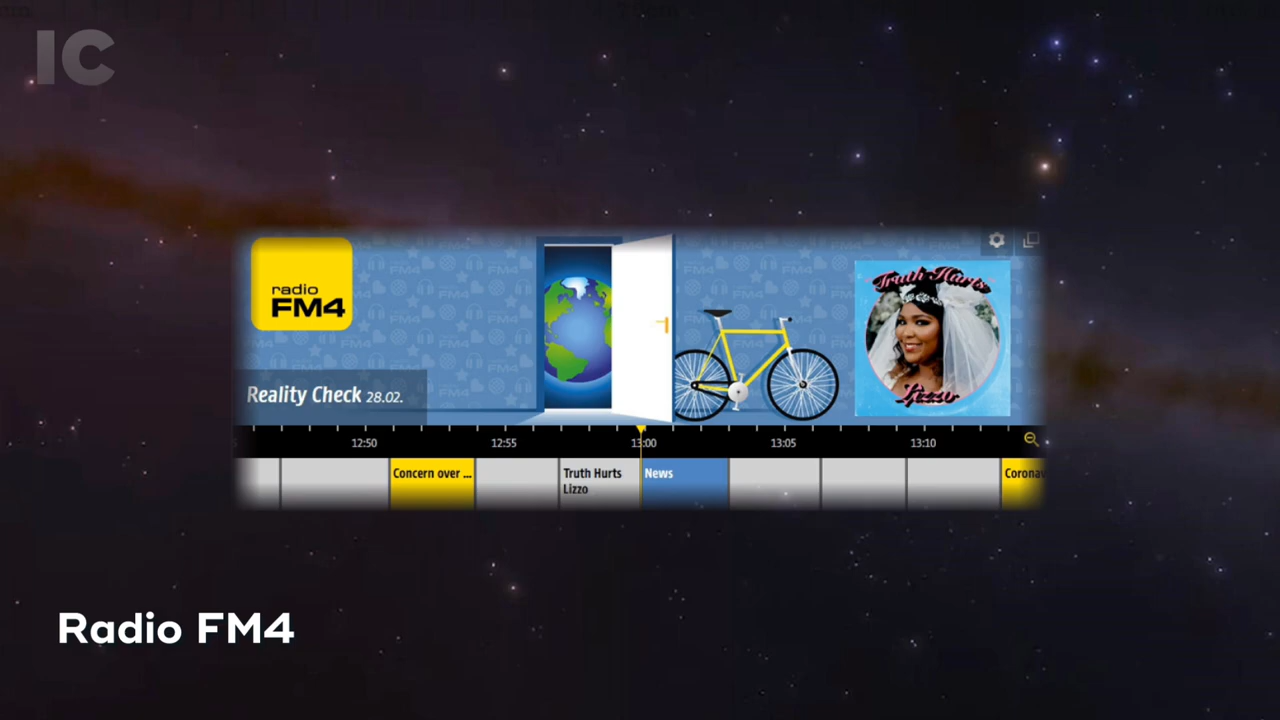 IC
radio
FM4
Truth Hurts
Lizzo
Reality Check 28.02.
12:50
12:55
13:00
13:05
13:10
Concern over ...
Truth Hurts
Lizzo
News
Radio FM4